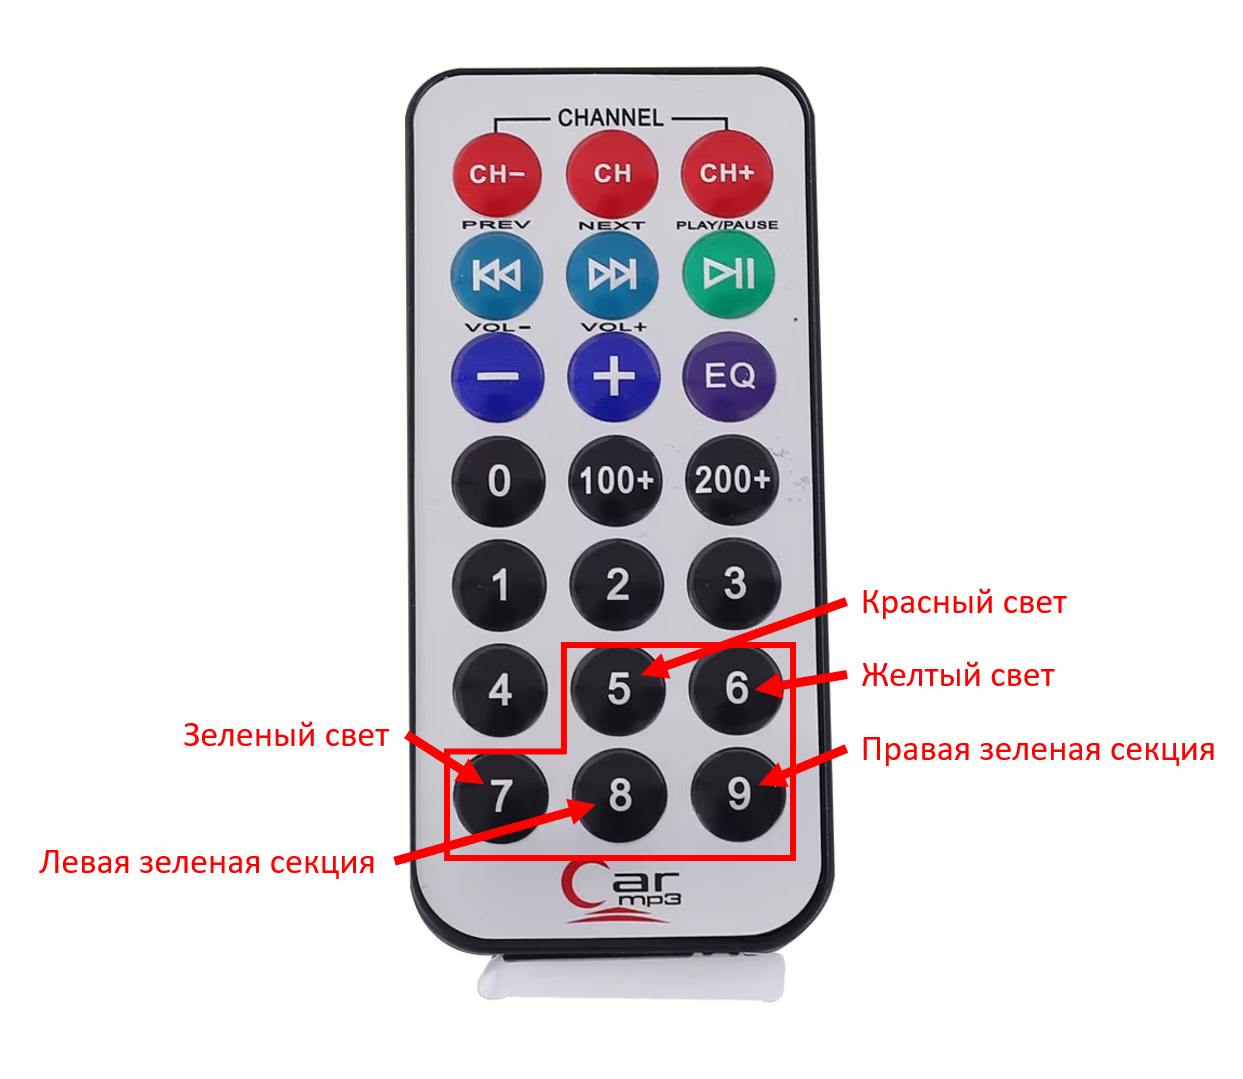 CHANNEL
CH− CH CH+
PREV NEXT PLAY/PAUSE
VOL− VOL+
EQ
0 100+ 200+
1 2 3
Красный свет
4 5 6
Желтый свет
Зеленый свет
Правая зеленая секция
7 8 9
Левая зеленая секция
Car
mp3